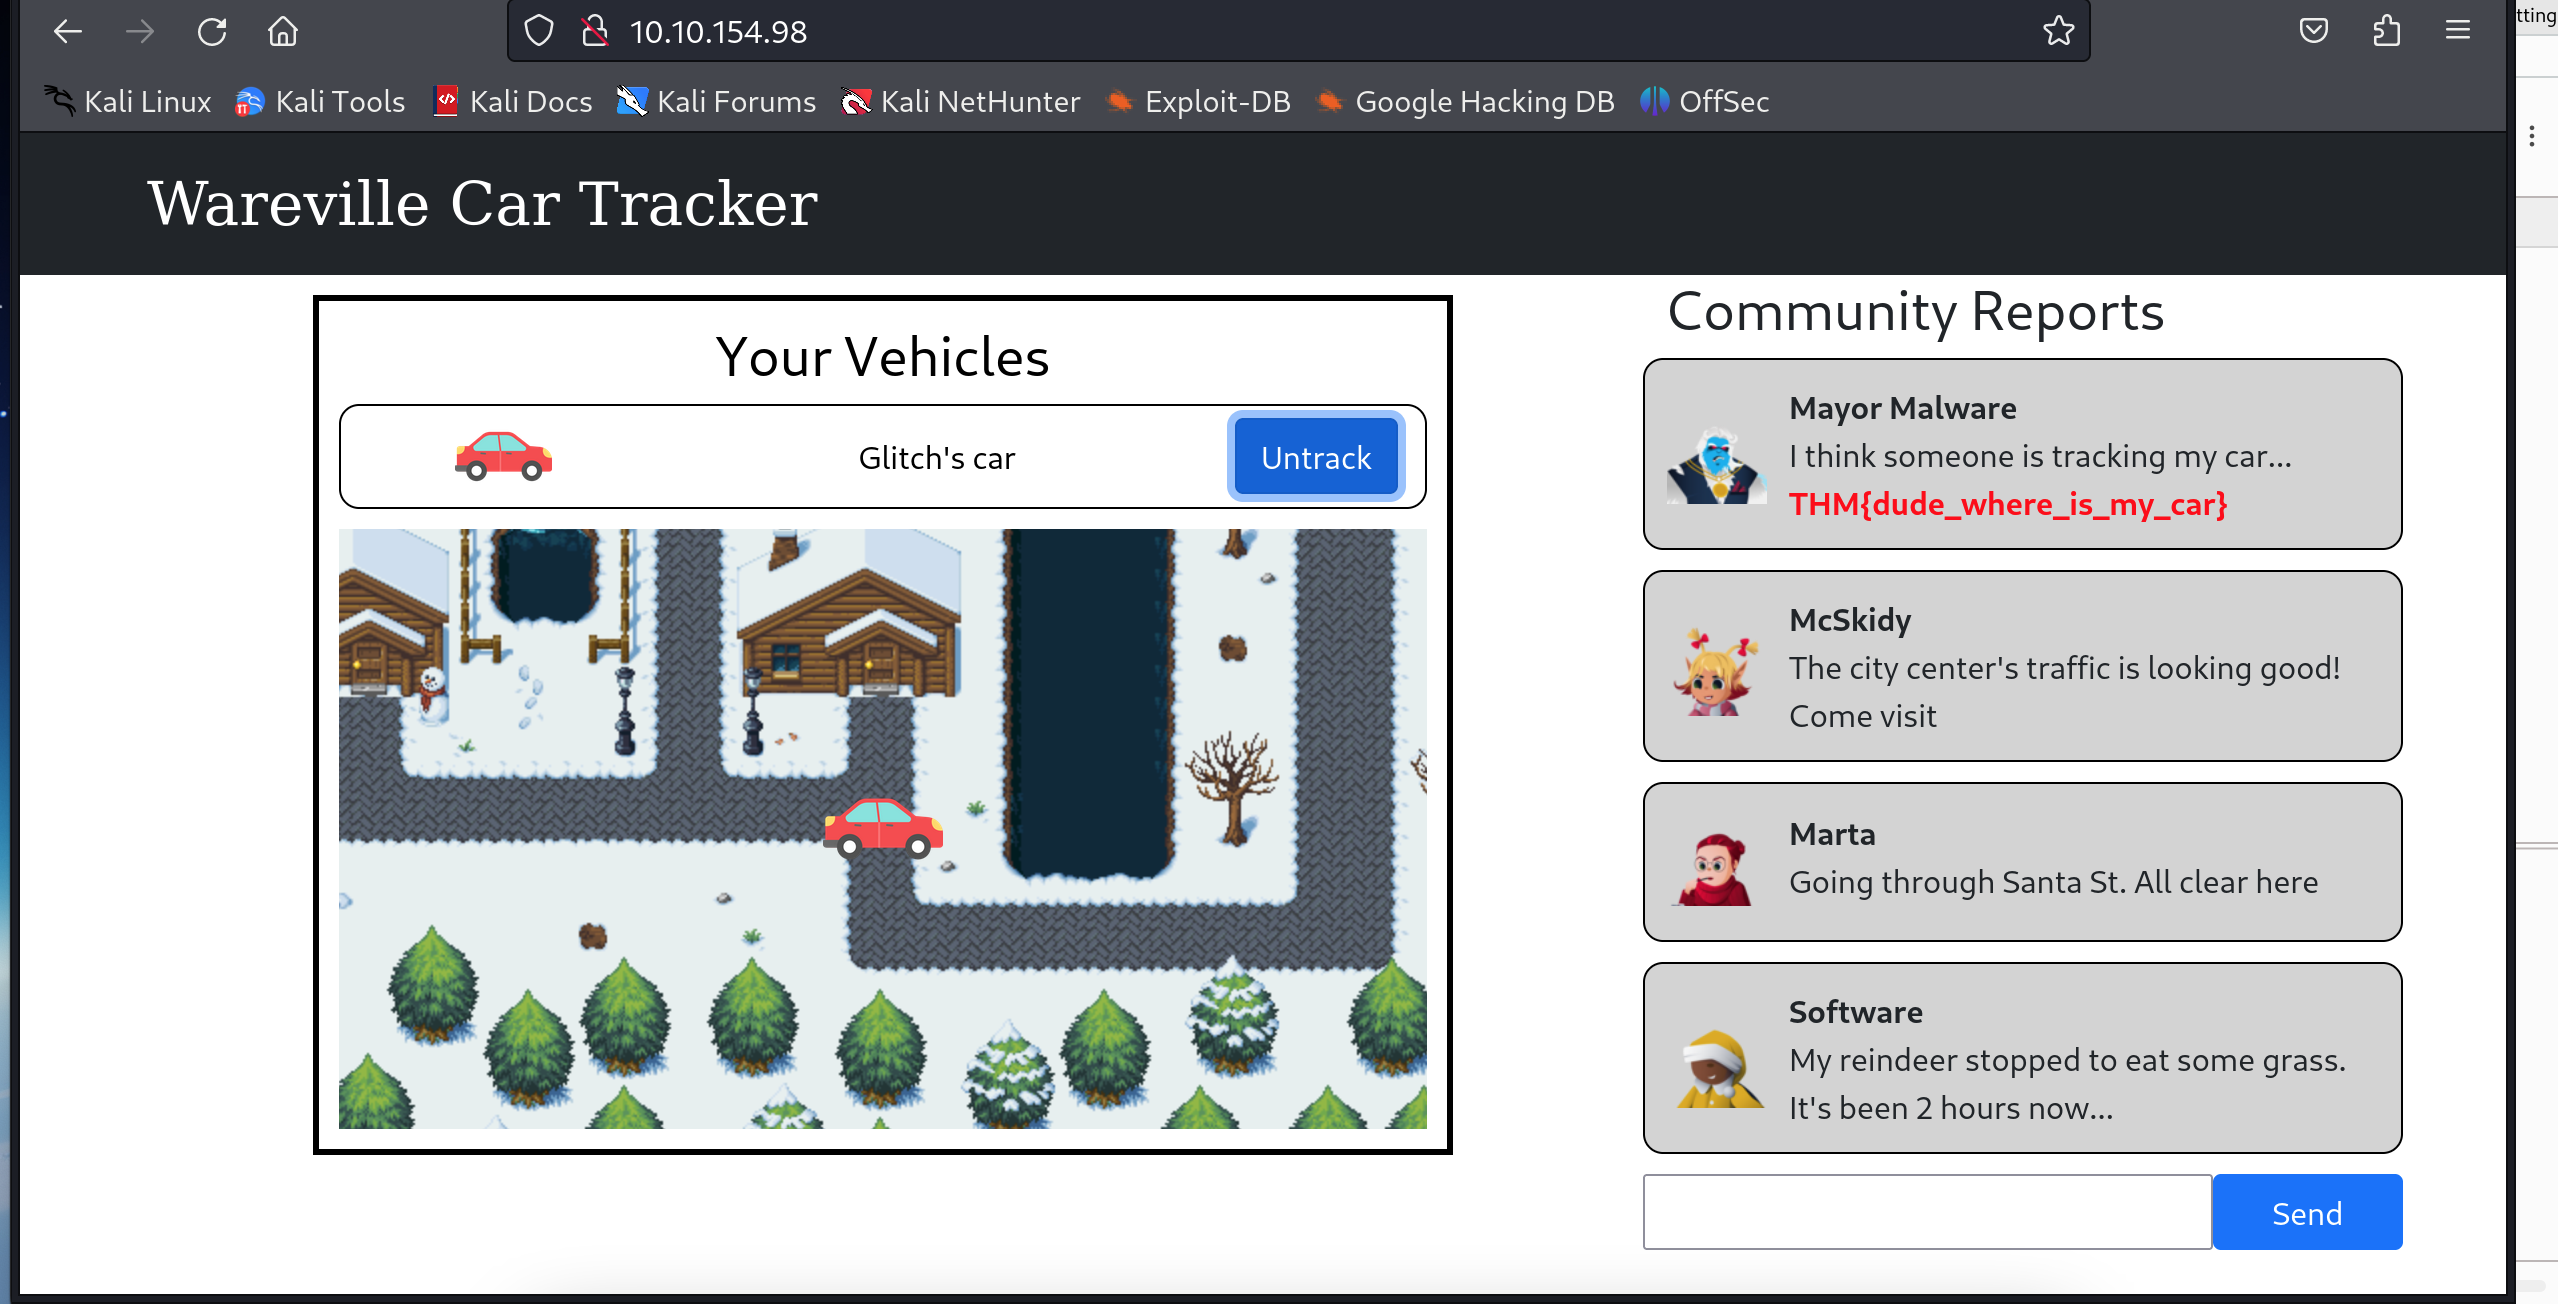 10.10.154.98
tting
Kali Linux Kali Tools Kali Docs Kali Forums Kali NetHunter Exploit-DB Google Hacking DB OffSec
Wareville Car Tracker
Your Vehicles
Glitch's car
Untrack
Community Reports
Mayor Malware
I think someone is tracking my car...
THM{dude_where_is_my_car}
McSkidy
The city center's traffic is looking good!
Come visit
Marta
Going through Santa St. All clear here
Software
My reindeer stopped to eat some grass.
It's been 2 hours now...
Send